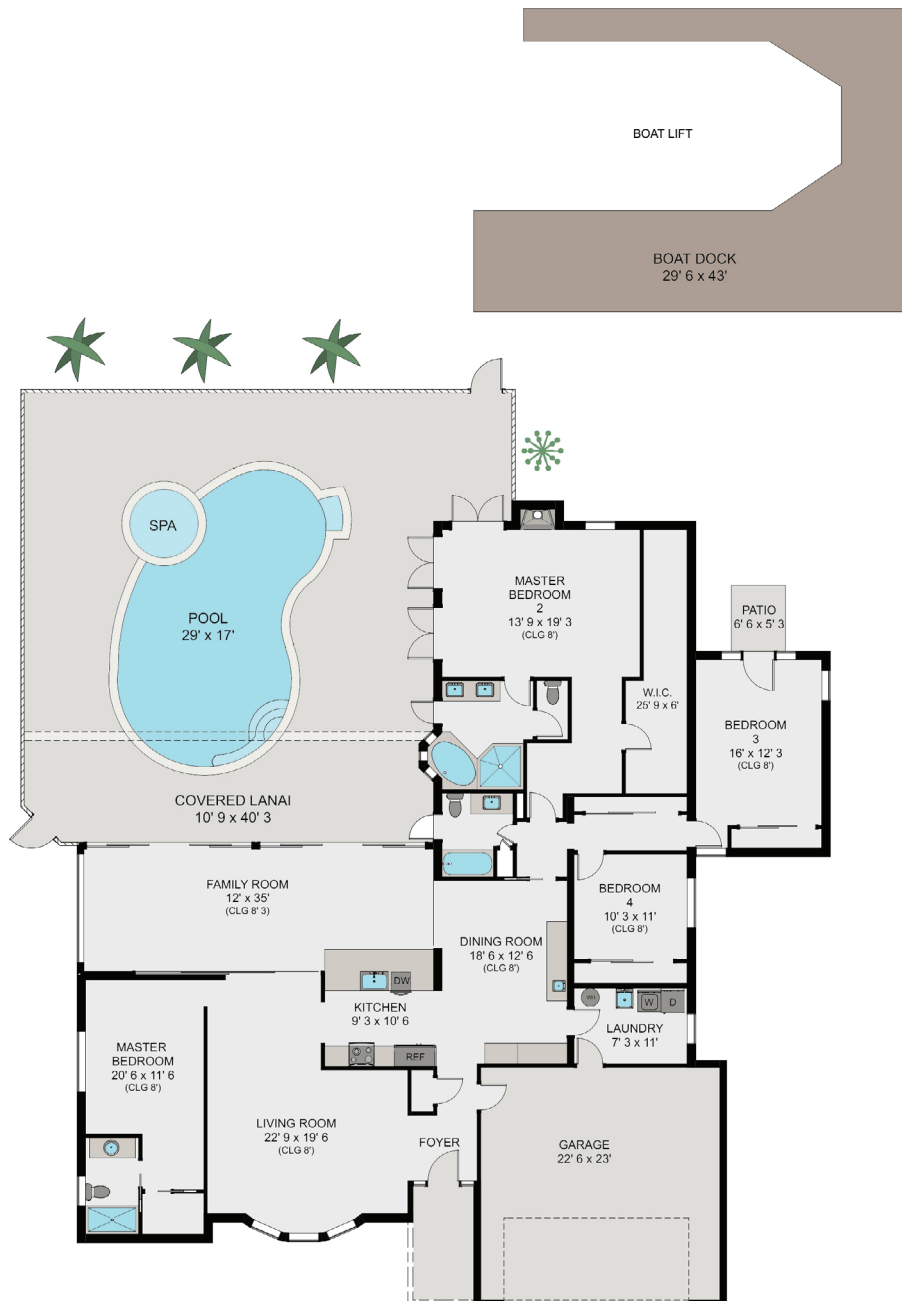 BOAT LIFT
BOAT DOCK
29' 6 x 43'
SPA
POOL
29' x 17'
MASTER
BEDROOM
2
13' 9 x 19' 3
(CLG 8')
PATIO
6' 6 x 5' 3
W.I.C.
25' 9 x 6'
BEDROOM
3
16' x 12' 3
(CLG 8')
COVERED LANAI
10' 9 x 40' 3
FAMILY ROOM
12' x 35'
(CLG 8' 3)
BEDROOM
4
10' 3 x 11'
(CLG 8')
DINING ROOM
18' 6 x 12' 6
(CLG 8')
DW
KITCHEN
9' 3 x 10' 6
REF
WH
W
D
LAUNDRY
7' 3 x 11'
MASTER
BEDROOM
20' 6 x 11' 6
(CLG 8')
LIVING ROOM
22' 9 x 19' 6
(CLG 8')
FOYER
GARAGE
22' 6 x 23'